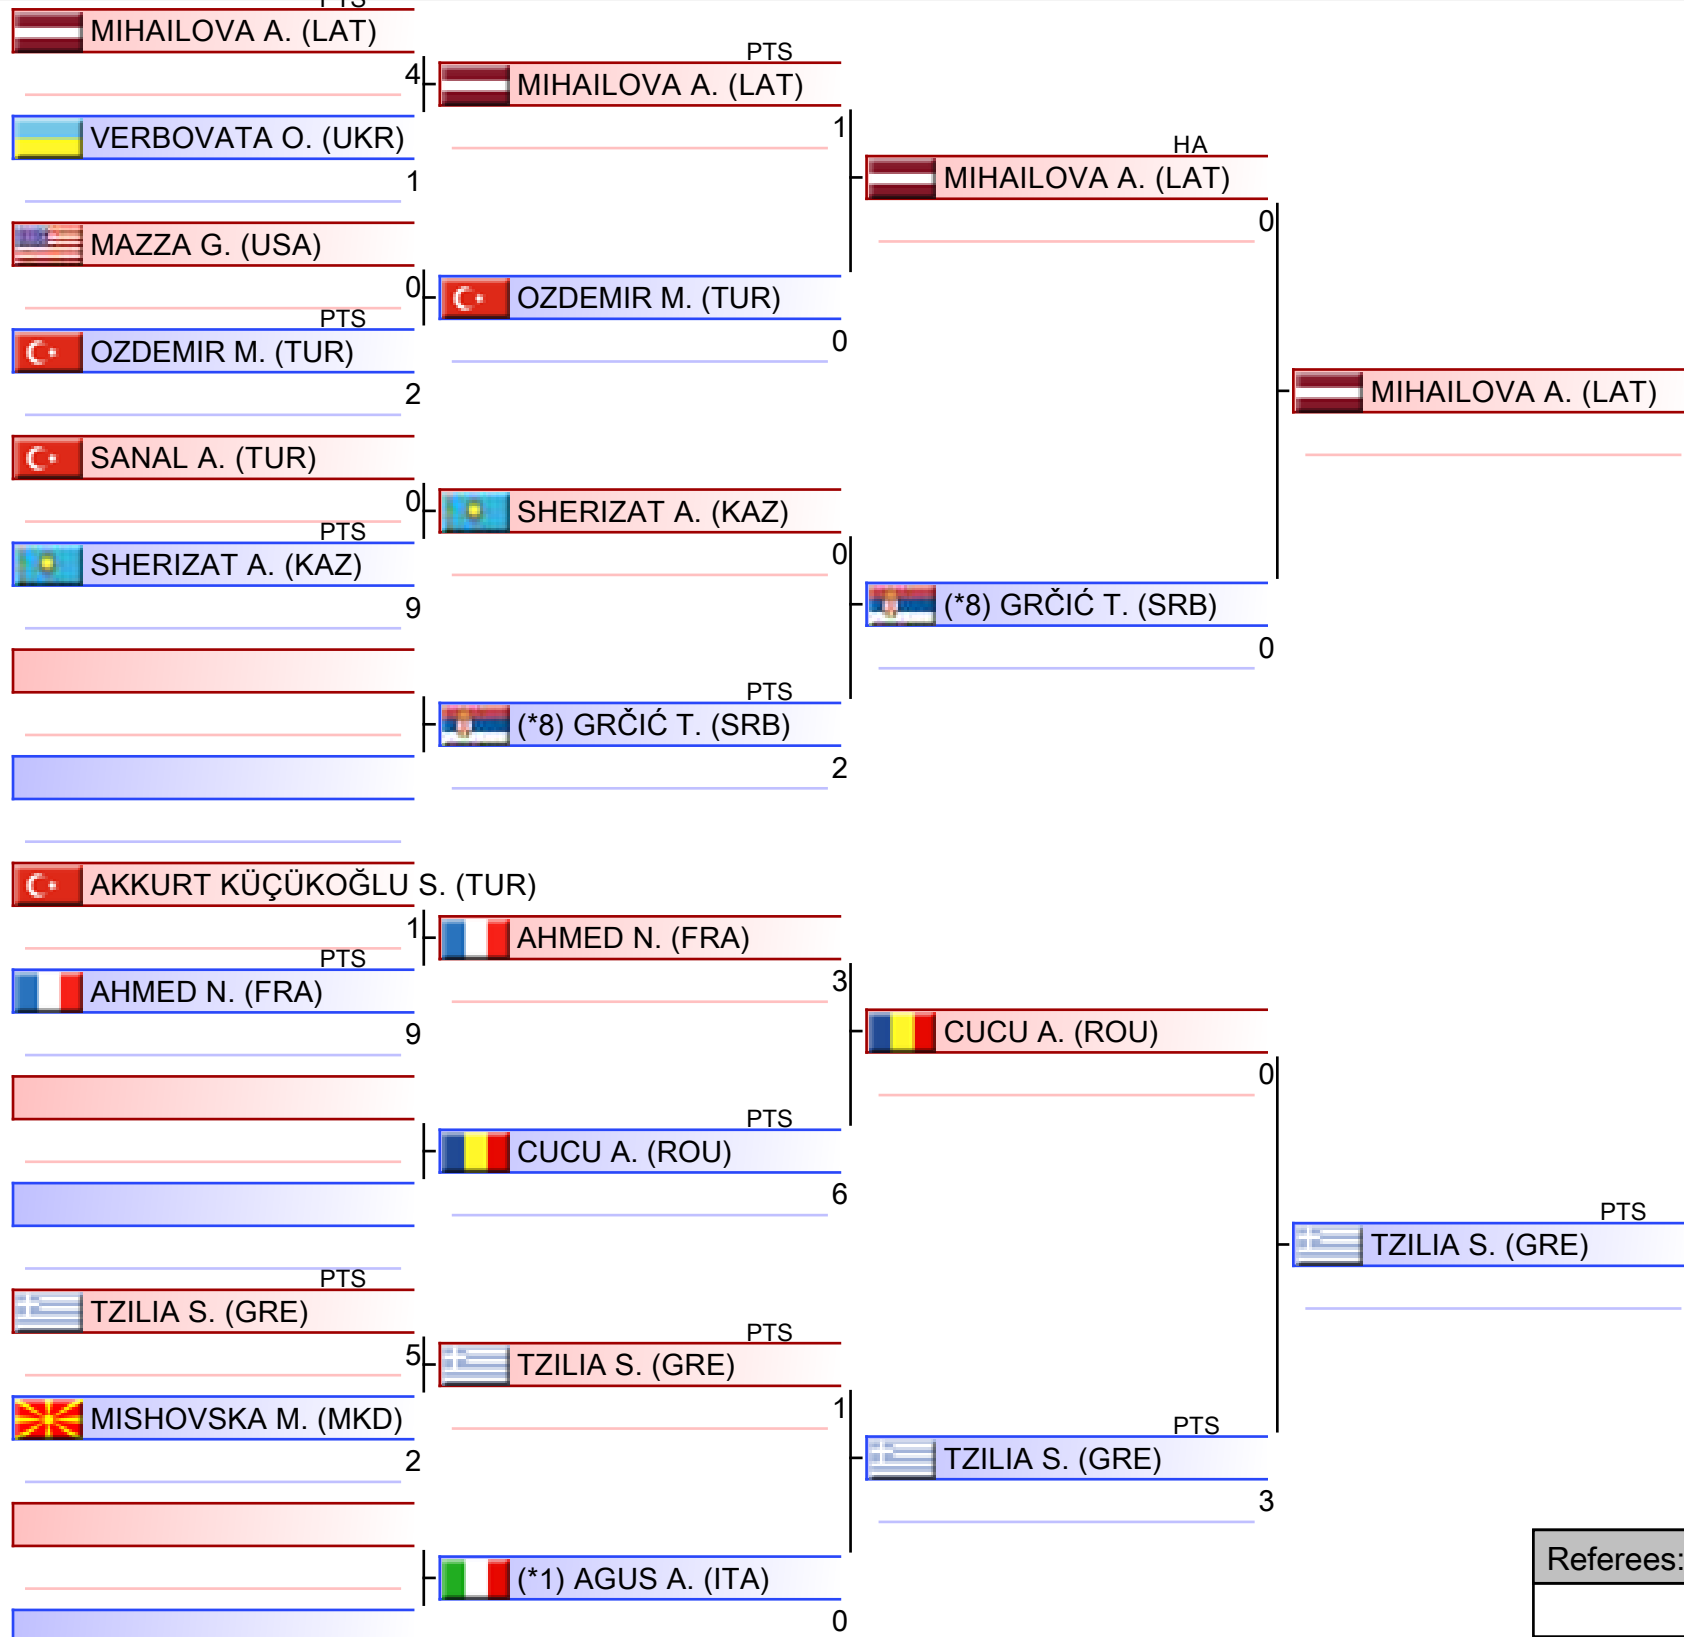 PTS
MIHAILOVA A. (LAT)
4
VERBOVATA O. (UKR)
1
MAZZA G. (USA)
0
PTS
OZDEMIR M. (TUR)
2
SANAL A. (TUR)
0
PTS
SHERIZAT A. (KAZ)
9
AKKURT KÜÇÜKOĞLU S. (TUR)
1
PTS
AHMED N. (FRA)
9
PTS
TZILIA S. (GRE)
5
MISHOVSKA M. (MKD)
2
PTS
MIHAILOVA A. (LAT)
1
OZDEMIR M. (TUR)
0
SHERIZAT A. (KAZ)
0
PTS
(*8) GRČIĆ T. (SRB)
2
AHMED N. (FRA)
3
PTS
CUCU A. (ROU)
6
PTS
TZILIA S. (GRE)
1
(*1) AGUS A. (ITA)
0
HA
MIHAILOVA A. (LAT)
0
(*8) GRČIĆ T. (SRB)
0
CUCU A. (ROU)
0
PTS
TZILIA S. (GRE)
3
MIHAILOVA A. (LAT)
PTS
TZILIA S. (GRE)
Referees: